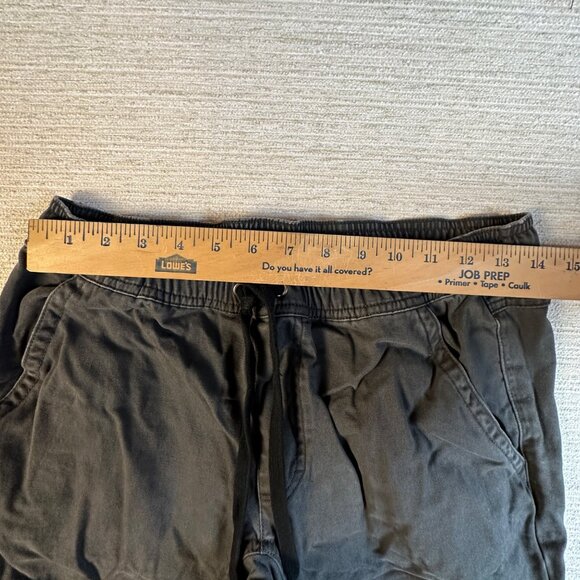 1 2 3 4 5 6 7 8 9 10 11 12 13 14 15
LOWE'S
Do you have it all covered?
JOB PREP
• Primer • Tape • Caulk